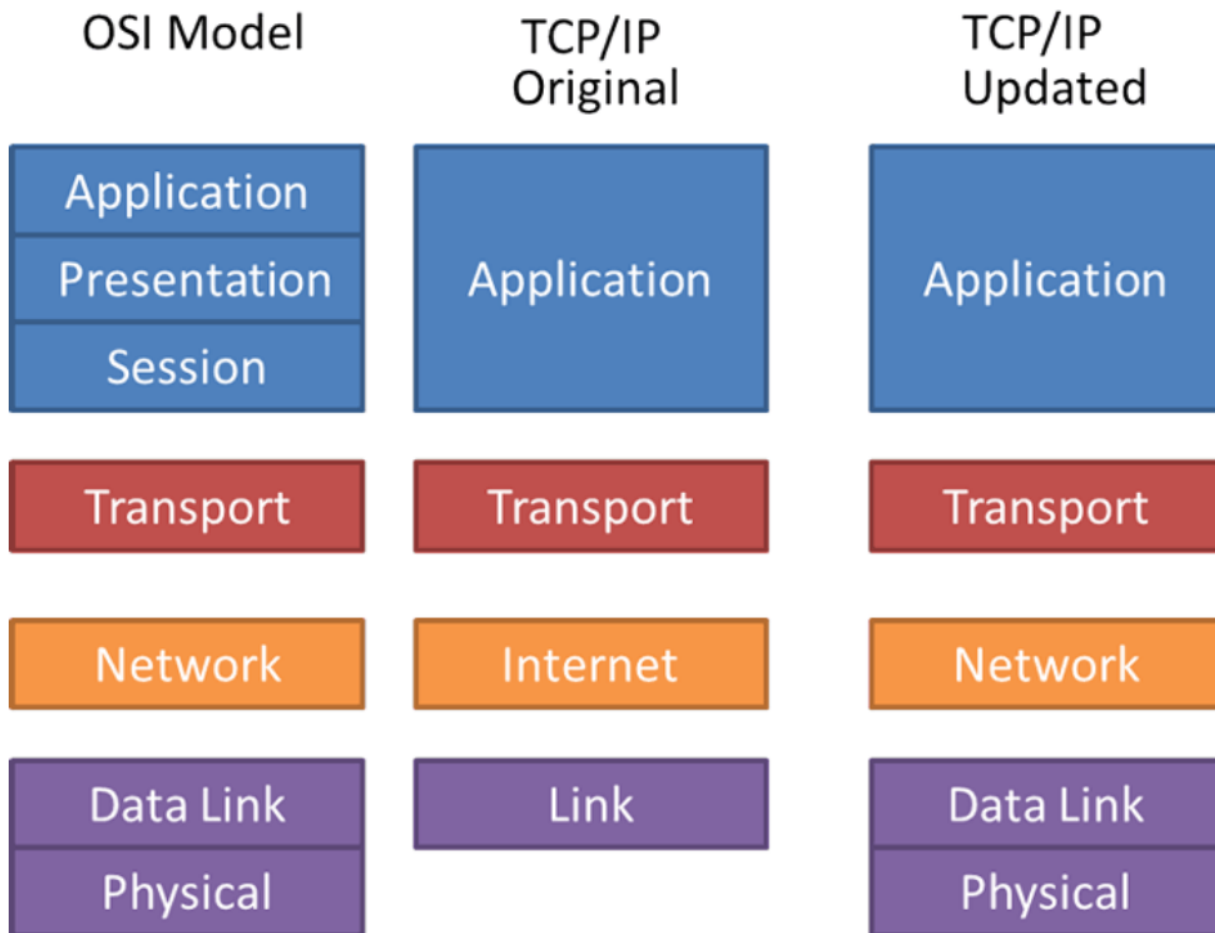 OSI Model
TCP/IP
Original
TCP/IP
Updated
Application
Presentation
Session
Application
Application
Transport
Transport
Transport
Network
Internet
Network
Data Link
Link
Data Link
Physical
Physical